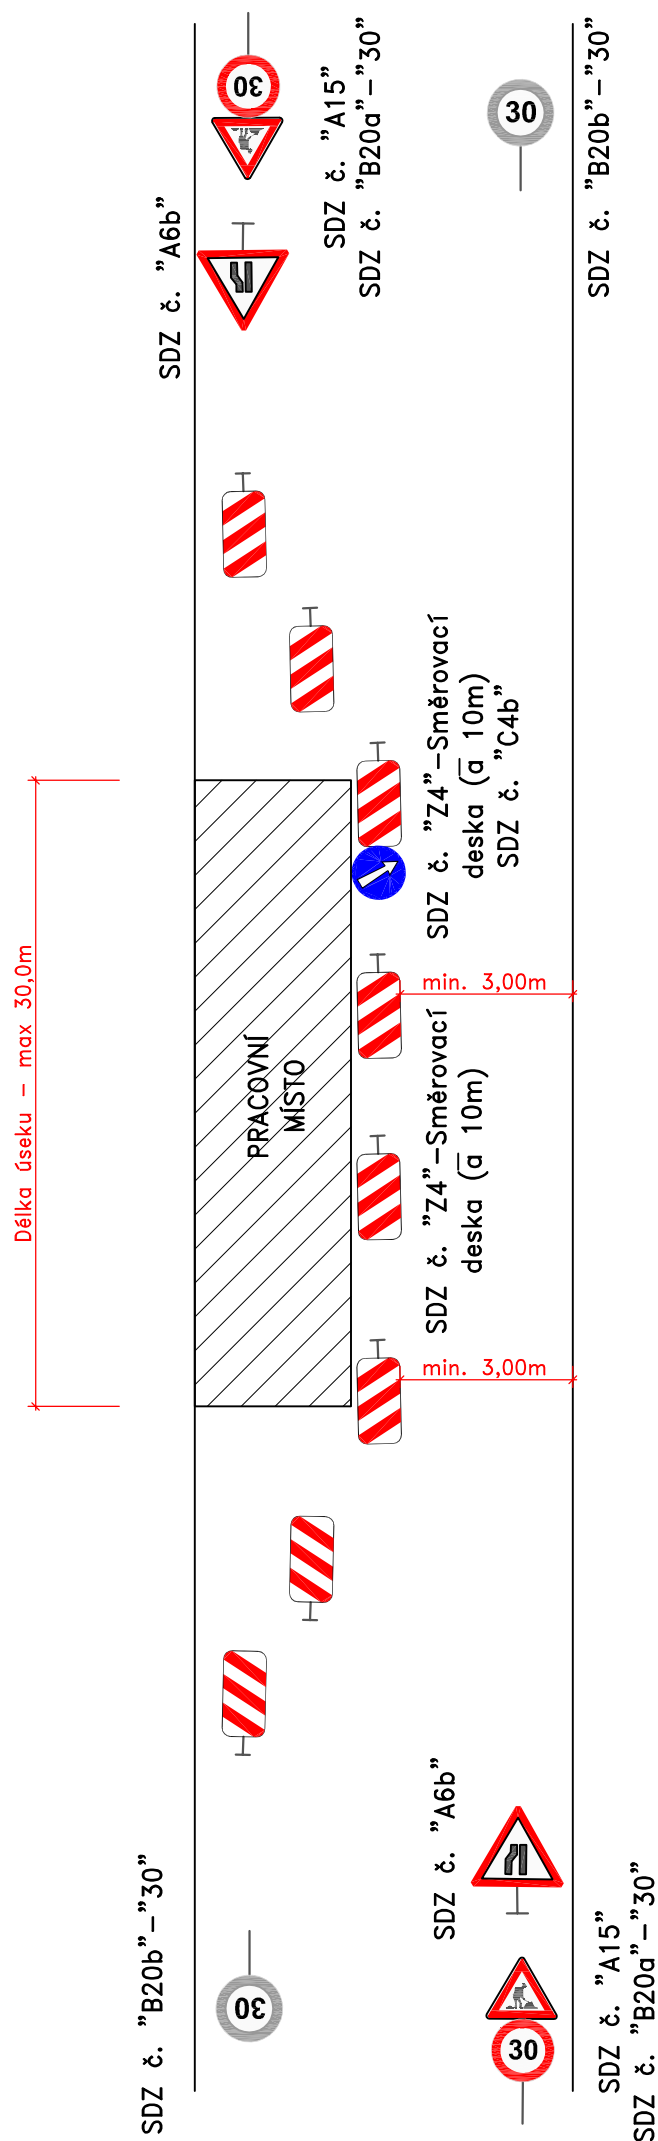 30
SDZ č. "A15"
SDZ č. "B20a"-"30"
30
SDZ č. "B20b"-"30"
SDZ č. "A6b"
SDZ č. "Z4"-Směrovací
deska (ā 10m)
SDZ č. "C4b"
Délka úseku - max 30,0m
PRACOVNÍ
MÍSTO
min. 3,00m
SDZ č. "Z4"-Směrovací
deska (ā 10m)
min. 3,00m
SDZ č. "A6b"
SDZ č. "B20b"-"30"
30
30
SDZ č. "A15"
SDZ č. "B20a"-"30"